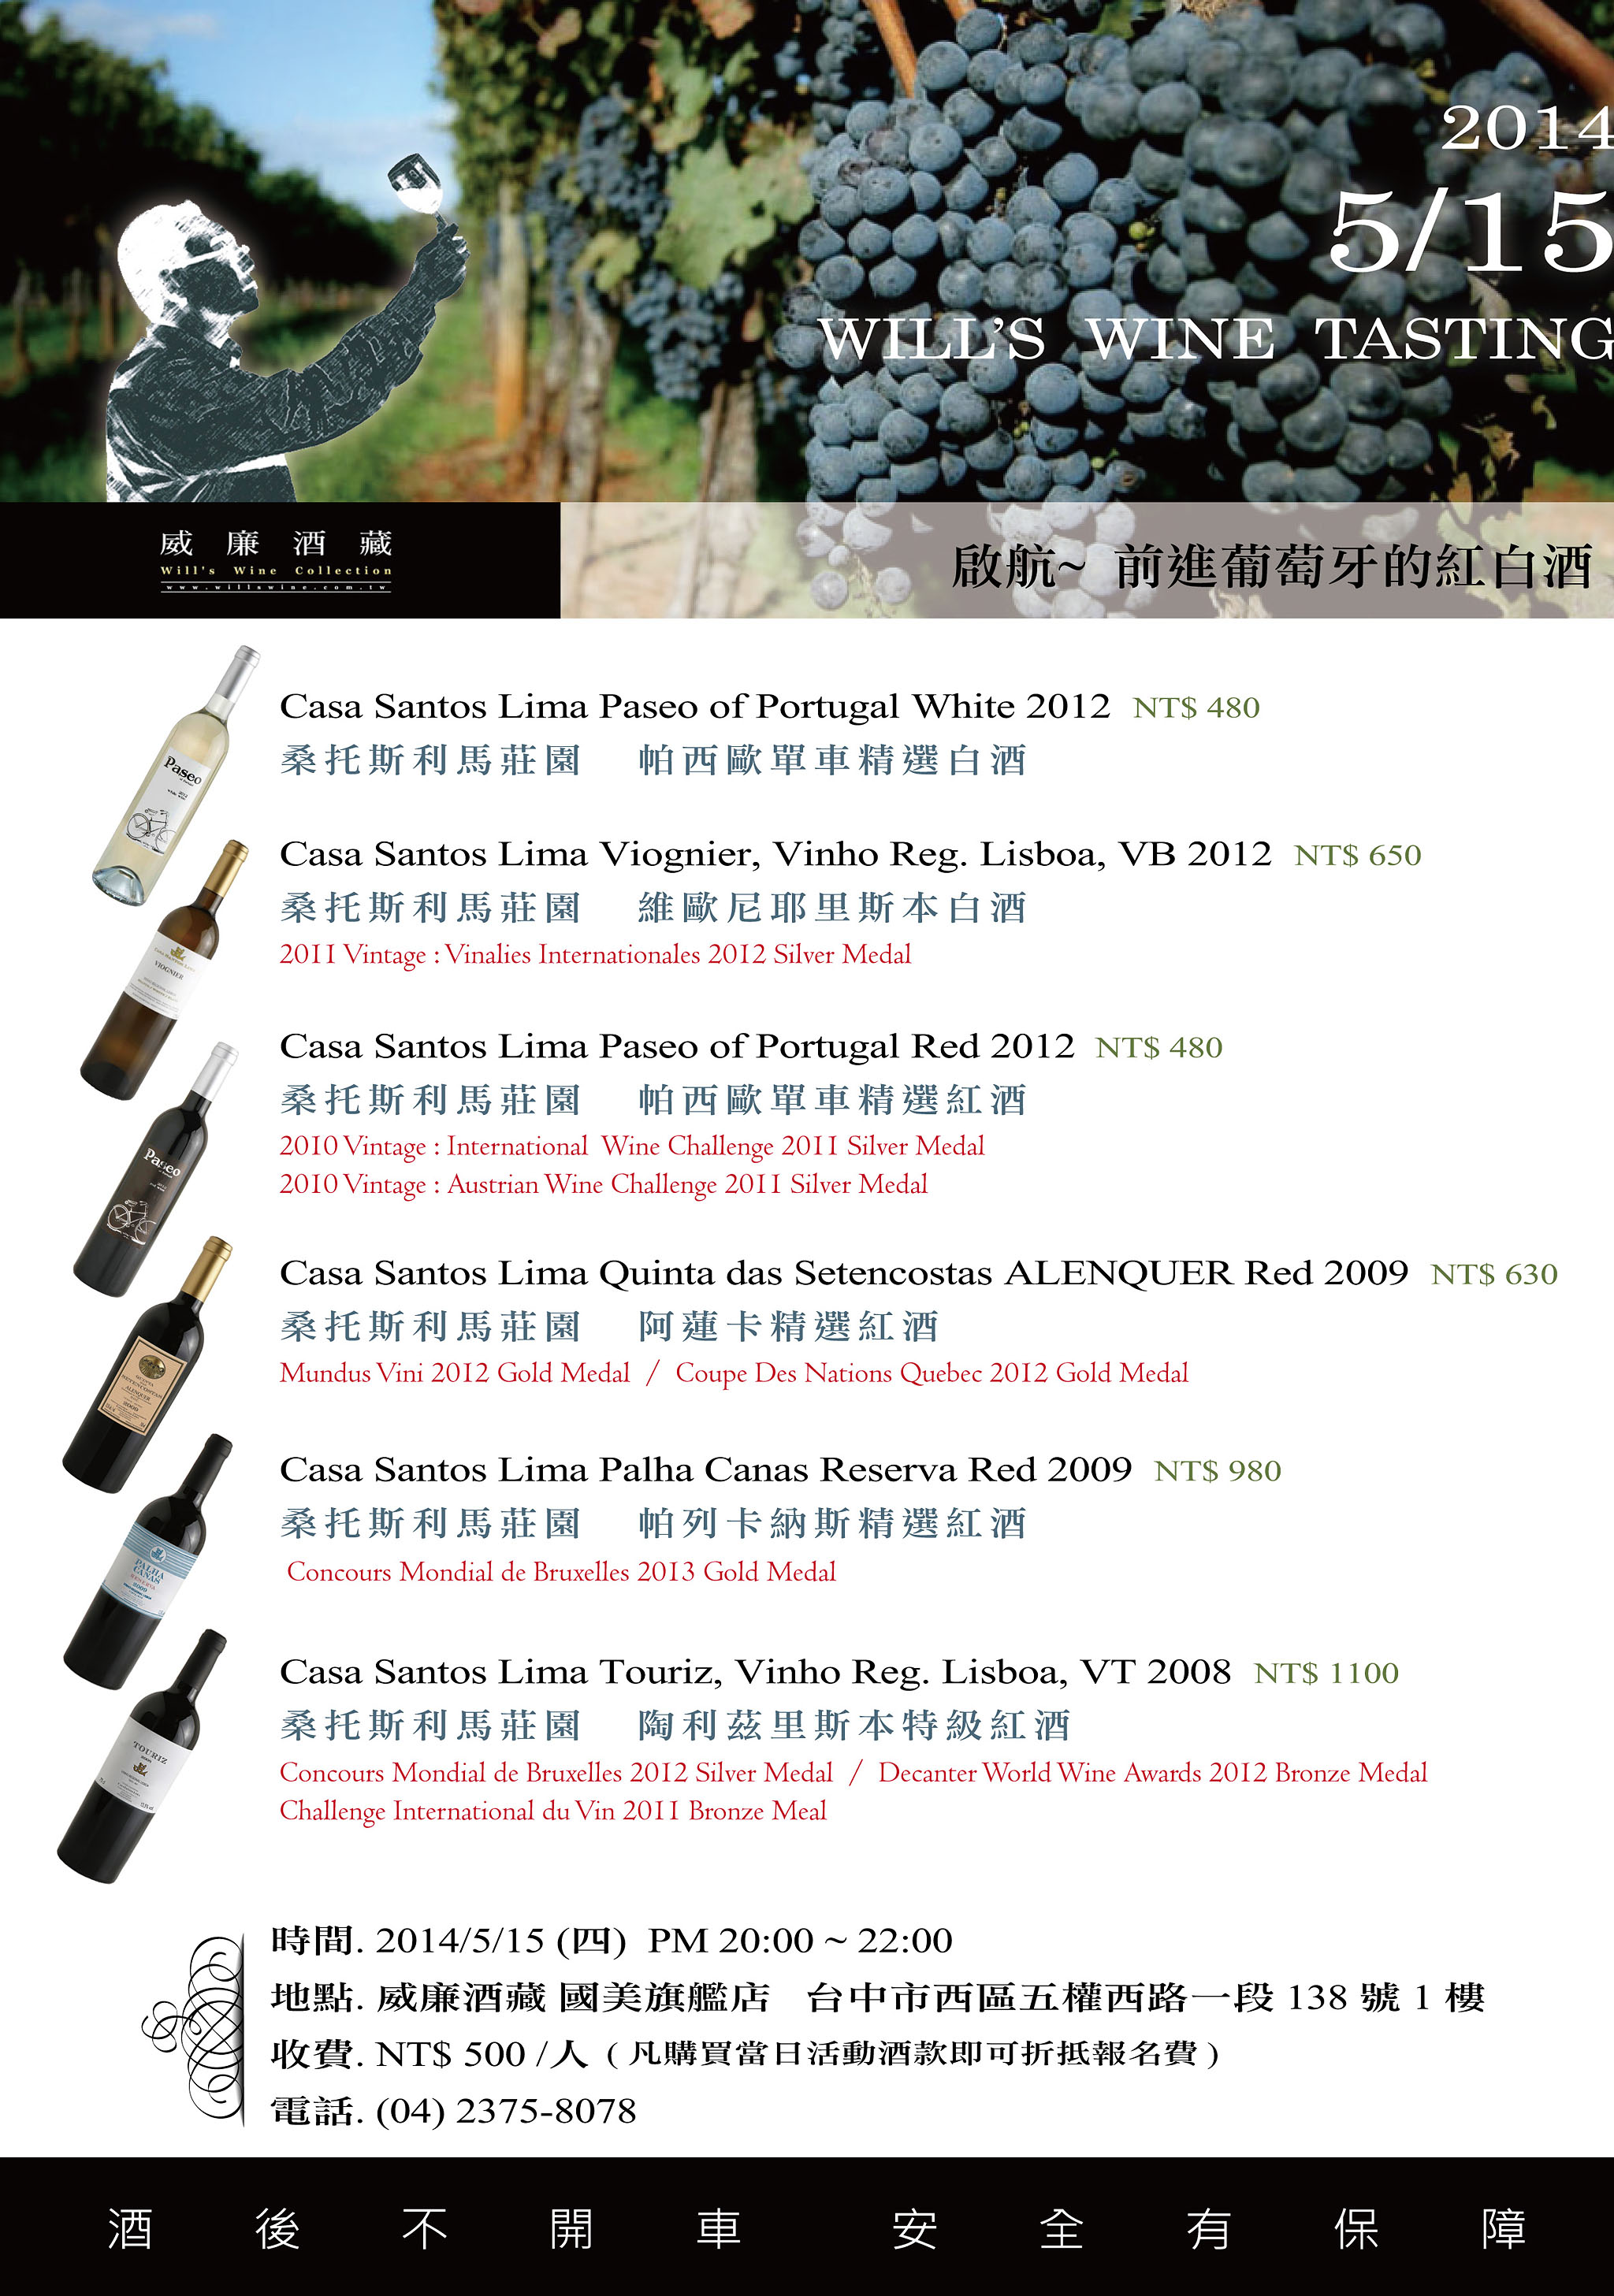 2014
5/15
WILL'S WINE TASTING
威廉酒藏
Will's Wine Collection
www.willswine.com.tw
啟航~ 前進葡萄牙的紅白酒
Casa Santos Lima Paseo of Portugal White 2012 NT$ 480
桑托斯利馬莊園 帕西歐單車精選白酒
Paseo
Casa Santos Lima Viognier, Vinho Reg. Lisboa, VB 2012 NT$ 650
桑托斯利馬莊園 維歐尼耶里斯本白酒
2011 Vintage : Vinalies Internationales 2012 Silver Medal
VIOGNIER
Casa Santos Lima Paseo of Portugal Red 2012 NT$ 480
桑托斯利馬莊園 帕西歐單車精選紅酒
2010 Vintage : International Wine Challenge 2011 Silver Medal
2010 Vintage : Austrian Wine Challenge 2011 Silver Medal
Paseo
Casa Santos Lima Quinta das Setencostas ALENQUER Red 2009 NT$ 630
桑托斯利馬莊園 阿蓮卡精選紅酒
Mundus Vini 2012 Gold Medal / Coupe Des Nations Quebec 2012 Gold Medal
ALENQUER
2009
Casa Santos Lima Palha Canas Reserva Red 2009 NT$ 980
桑托斯利馬莊園 帕列卡納斯精選紅酒
Concours Mondial de Bruxelles 2013 Gold Medal
PALHA
CANAS
RESERVA
2009
Casa Santos Lima Touriz, Vinho Reg. Lisboa, VT 2008 NT$ 1100
桑托斯利馬莊園 陶利茲里斯本特級紅酒
Concours Mondial de Bruxelles 2012 Silver Medal / Decanter World Wine Awards 2012 Bronze Medal
Challenge International du Vin 2011 Bronze Meal
TOURIZ
時間. 2014/5/15 (四) PM 20:00 ~ 22:00
地點. 威廉酒藏 國美旗艦店 台中市西區五權西路一段 138 號 1 樓
收費. NT$ 500 /人 ( 凡購買當日活動酒款即可折抵報名費 )
電話. (04) 2375-8078
酒後不開車 安全有保障